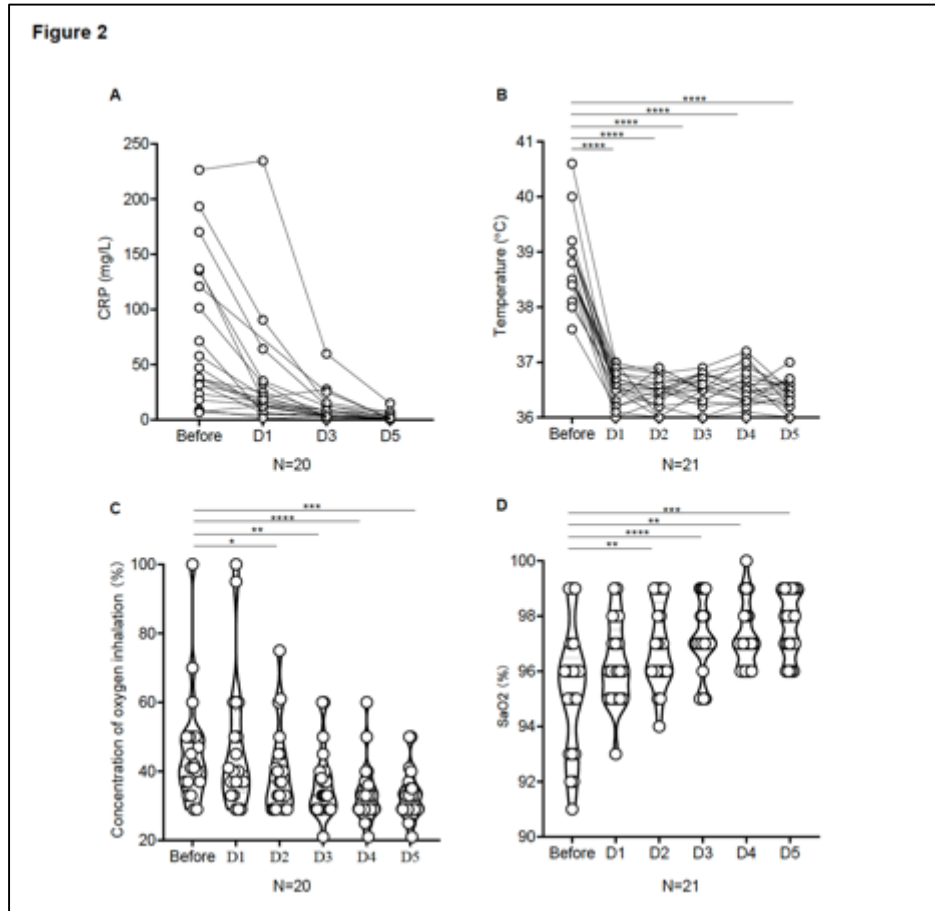 Figure 2
A
250
200
150
100
50
0
CRP (mg/L)
Before D1 D3 D5
N=20
B
****
****
****
****
****
41
40
39
38
37
36
Temperature (°C)
Before D1 D2 D3 D4 D5
N=21
C
***
****
**
*
100
80
60
40
20
Concentration of oxygen inhalation (%)
Before D1 D2 D3 D4 D5
N=20
D
***
**
****
**
100
98
96
94
92
90
SaO2 (%)
Before D1 D2 D3 D4 D5
N=21